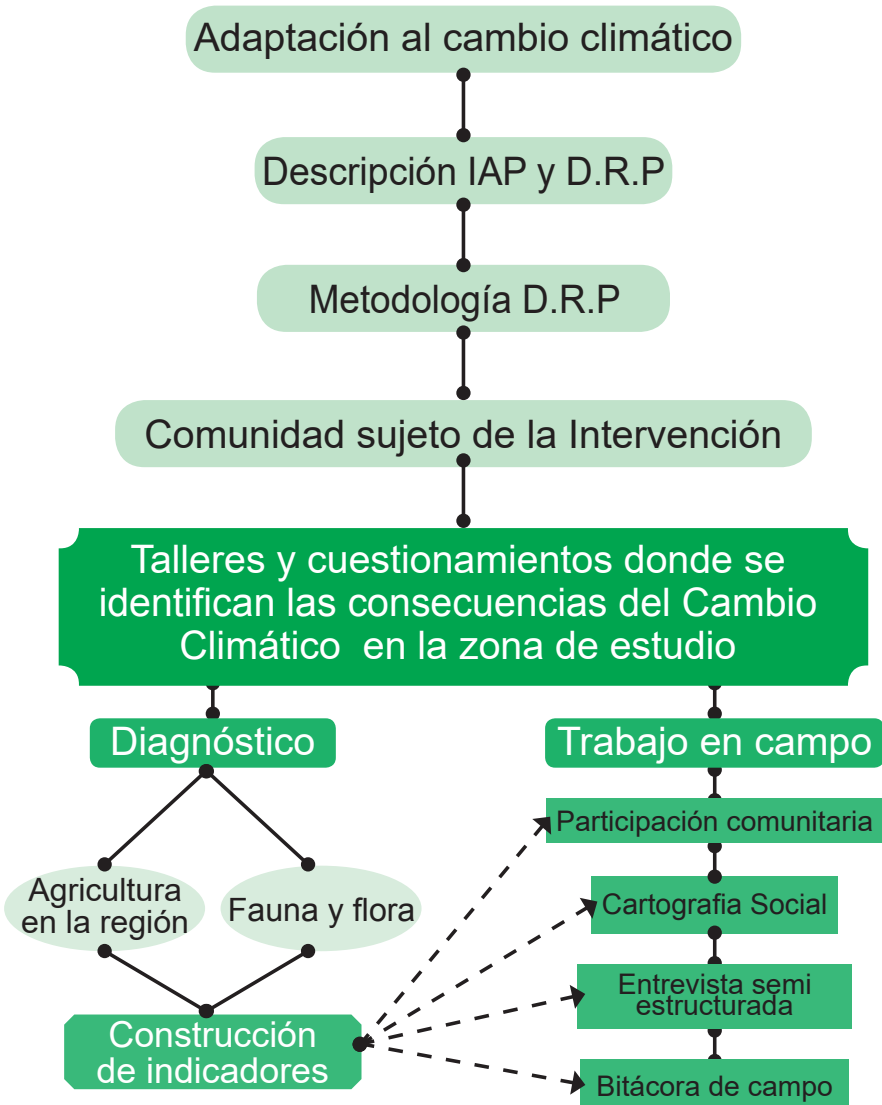 Adaptación al cambio climático
Descripción IAP y D.R.P
Metodología D.R.P
Comunidad sujeto de la Intervención
Talleres y cuestionamientos donde se
identifican las consecuencias del Cambio
Climático en la zona de estudio
Diagnóstico
Agricultura
en la región
Fauna y flora
Construcción
de indicadores
Trabajo en campo
Participación comunitaria
Cartografia Social
Entrevista semi
estructurada
Bitácora de campo